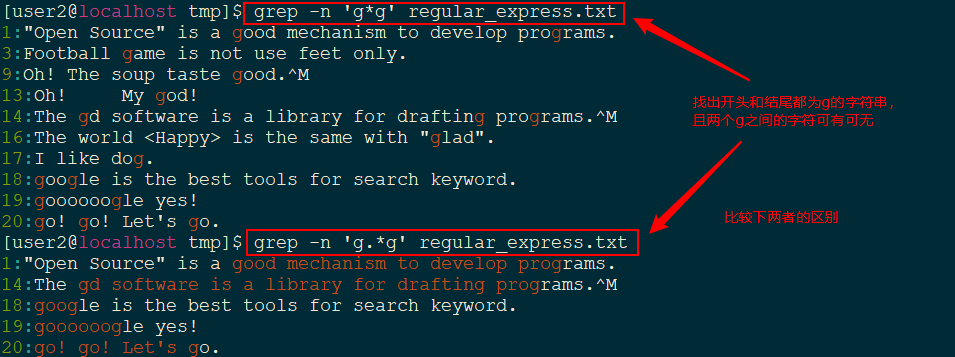 [user2@localhost tmp]$ grep -n 'g*g' regular_express.txt
1:"Open Source" is a good mechanism to develop programs.
3:Football game is not use feet only.
9:Oh! The soup taste good.^M
13:Oh!     My god!
14:The gd software is a library for drafting programs.^M
16:The world <Happy> is the same with "glad".
17:I like dog.
18:google is the best tools for search keyword.
19:goooooogle yes!
20:go! go! Let's go.
[user2@localhost tmp]$ grep -n 'g.*g' regular_express.txt
1:"Open Source" is a good mechanism to develop programs.
14:The gd software is a library for drafting programs.^M
18:google is the best tools for search keyword.
19:goooooogle yes!
20:go! go! Let's go.
找出开头和结尾都为g的字符串，
且两个g之间的字符可有可无
比较下两者的区别